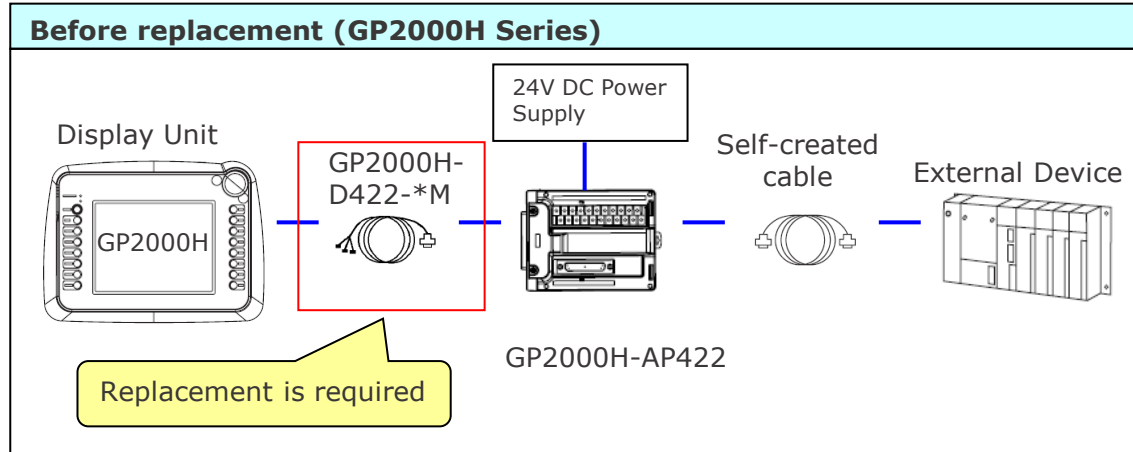 Before replacement (GP2000H Series)
24V DC Power
Supply
Display Unit
GP2000H-
D422-*M
Self-created
cable
External Device
GP2000H
GP2000H-AP422
Replacement is required